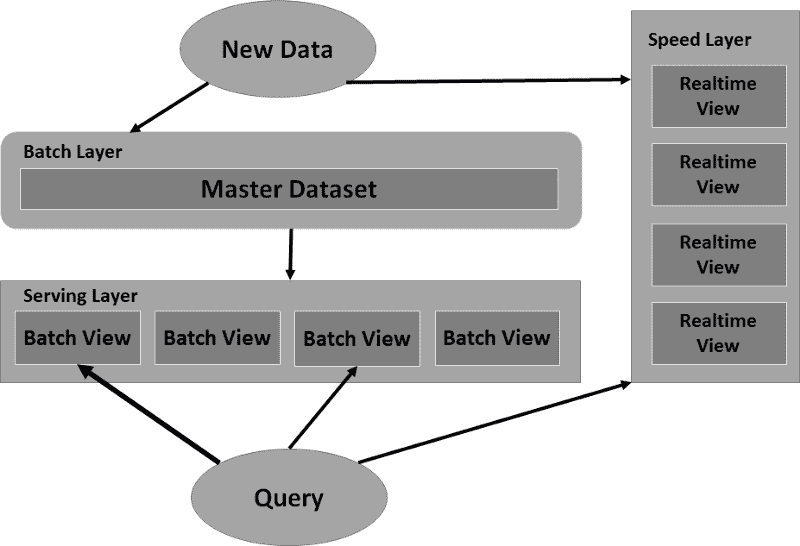 New Data
Speed Layer
Realtime
View
Realtime
View
Realtime
View
Realtime
View
Batch Layer
Master Dataset
Serving Layer
Batch View
Batch View
Batch View
Batch View
Query